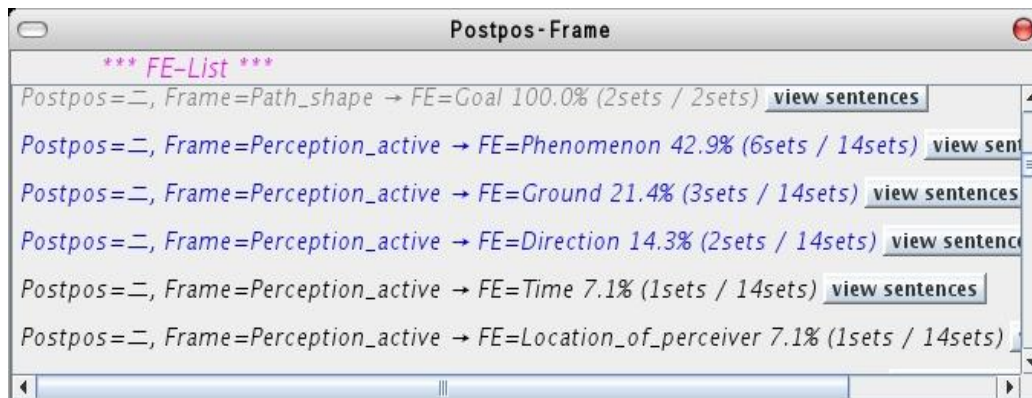 Postpos-Frame
*** FE-List ***
Postpos=ニ, Frame=Path_shape → FE=Goal 100.0% (2sets / 2sets) view sentences
Postpos=ニ, Frame=Perception_active → FE=Phenomenon 42.9% (6sets / 14sets) view sent
Postpos=ニ, Frame=Perception_active → FE=Ground 21.4% (3sets / 14sets) view sentences
Postpos=ニ, Frame=Perception_active → FE=Direction 14.3% (2sets / 14sets) view sentenc
Postpos=ニ, Frame=Perception_active → FE=Time 7.1% (1sets / 14sets) view sentences
Postpos=ニ, Frame=Perception_active → FE=Location_of_perceiver 7.1% (1sets / 14sets)